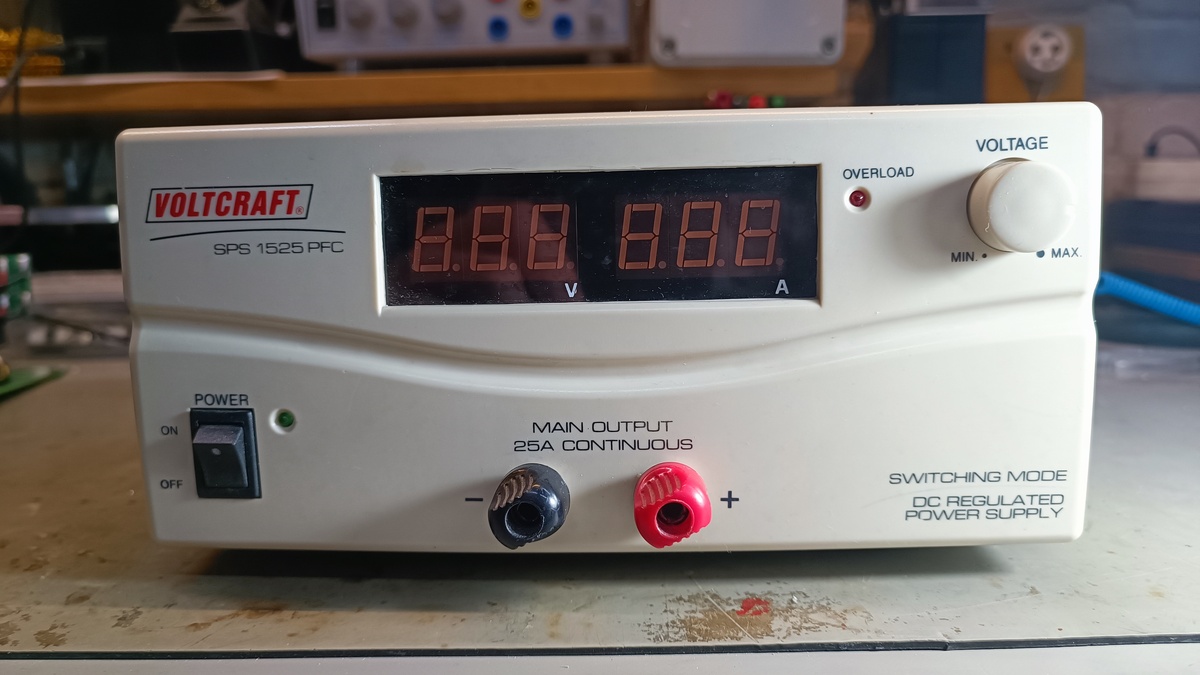 VOLTCRAFT®
SPS 1525 PFC
V
A
OVERLOAD
VOLTAGE
MIN. • • MAX.
POWER
ON
OFF
MAIN OUTPUT
25A CONTINUOUS
- +
SWITCHING MODE
DC REGULATED
POWER SUPPLY